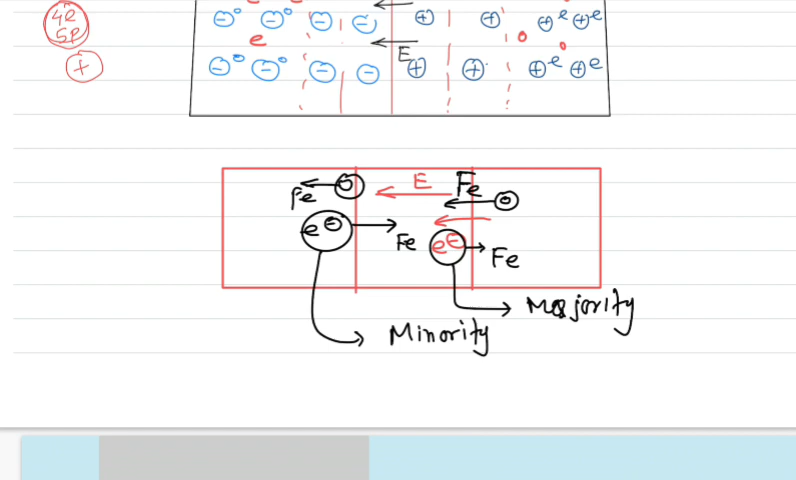 4e
5p
+
⊖° ⊖° ⊖ ⊖ ⊕ ⊕ ⊕e ⊕e
e
E
⊖° ⊖° ⊖ ⊖ ⊕ ⊕ ⊕e ⊕e
E Fe
Fe
e⊖ Fe e Fe
Majority
Minority